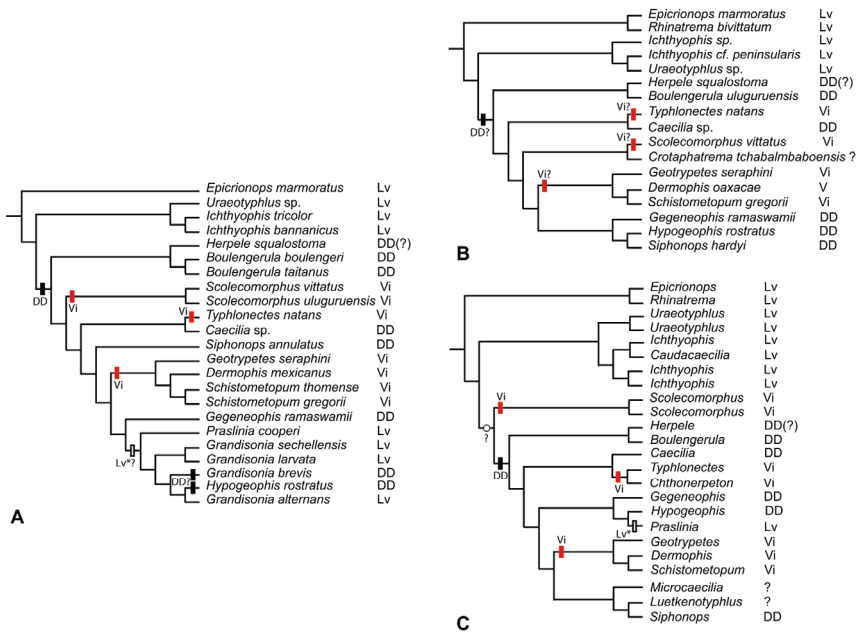 Epicrionops marmoratus Lv
Uraeotyphlus sp. Lv
Ichthyophis tricolor Lv
Ichthyophis bannanicus Lv
Herpele squalostoma DD(?)
Boulengerula boulengeri DD
Boulengerula taitanus DD
DD
Scolecomorphus vittatus Vi
Scolecomorphus uluguruensis Vi
Vi
Vi
Typhlonectes natans Vi
Caecilia sp. DD
Siphonops annulatus DD
Geotrypetes seraphini Vi
Dermophis mexicanus Vi
Vi
Schistometopum thomense Vi
Schistometopum gregorii Vi
Gegeneophis ramaswamii DD
Praslinia cooperi Lv
Grandisonia sechellensis Lv
Lv*?
Grandisonia larvata Lv
Grandisonia brevis DD
DD?
Hypogeophis rostratus DD
Grandisonia alternans Lv
A
Epicrionops marmoratus Lv
Rhinatrema bivittatum Lv
Ichthyophis sp. Lv
Ichthyophis cf. peninsularis Lv
Uraeotyphlus sp. Lv
Herpele squalostoma DD(?)
Boulengerula uluguruensis DD
Vi?
Typhlonectes natans Vi
DD?
Caecilia sp. DD
Vi?
Scolecomorphus vittatus Vi
Crotaphatrema tchabalmbaboensis ?
Vi?
Geotrypetes seraphini Vi
Dermophis oaxacae V
Schistometopum gregorii Vi
Gegeneophis ramaswamii DD
Hypogeophis rostratus DD
Siphonops hardyi DD
B
Epicrionops Lv
Rhinatrema Lv
Uraeotyphlus Lv
Uraeotyphlus Lv
Ichthyophis Lv
Caudacaecilia Lv
Ichthyophis Lv
Ichthyophis Lv
Vi
Scolecomorphus Vi
Scolecomorphus Vi
Herpele DD(?)
?
Boulengerula DD
Caecilia DD
DD
Typhlonectes Vi
Chthonerpeton Vi
Vi
Gegeneophis DD
Hypogeophis DD
Praslinia Lv
Lv*
Vi
Geotrypetes Vi
Dermophis Vi
Schistometopum Vi
Microcaecilia ?
Luetkenotyphlus ?
Siphonops DD
C